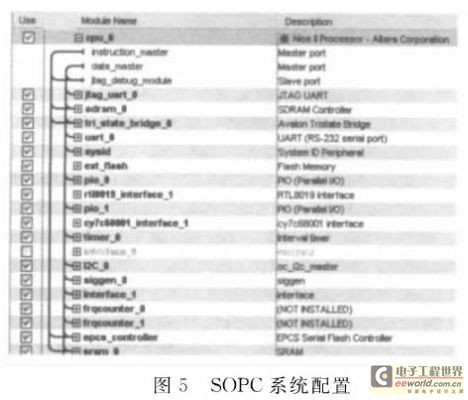 Use Module Name Description
cpu_0 Nios II Processor - Altera Corporation
instruction_master Master port
data_master Master port
jtag_debug_module Slave port
jtag_uart_0 JTAG UART
sdram_0 SDRAM Controller
tri_state_bridge_0 Avalon Tristate Bridge
uart_0 UART (RS-232 serial port)
sysid System ID Peripheral
ext_flash Flash Memory
pio_0 PIO (Parallel I/O)
rtl8019_interface_1 RTL8019 interface
pio_1 PIO (Parallel I/O)
cy7c68001_interface_1 cy7c68001_interface
timer_0 Interval timer
I2C_0 oc_i2c_master
siggen_0 siggen
interface_1 interface
frqcounter_0 (NOT INSTALLED)
frqcounter_1 (NOT INSTALLED)
epcs_controller EPCS Serial Flash Controller
sram_0 SRAM
图 5 SOPC 系统配置
电子工程世界
eeworld.com.cn